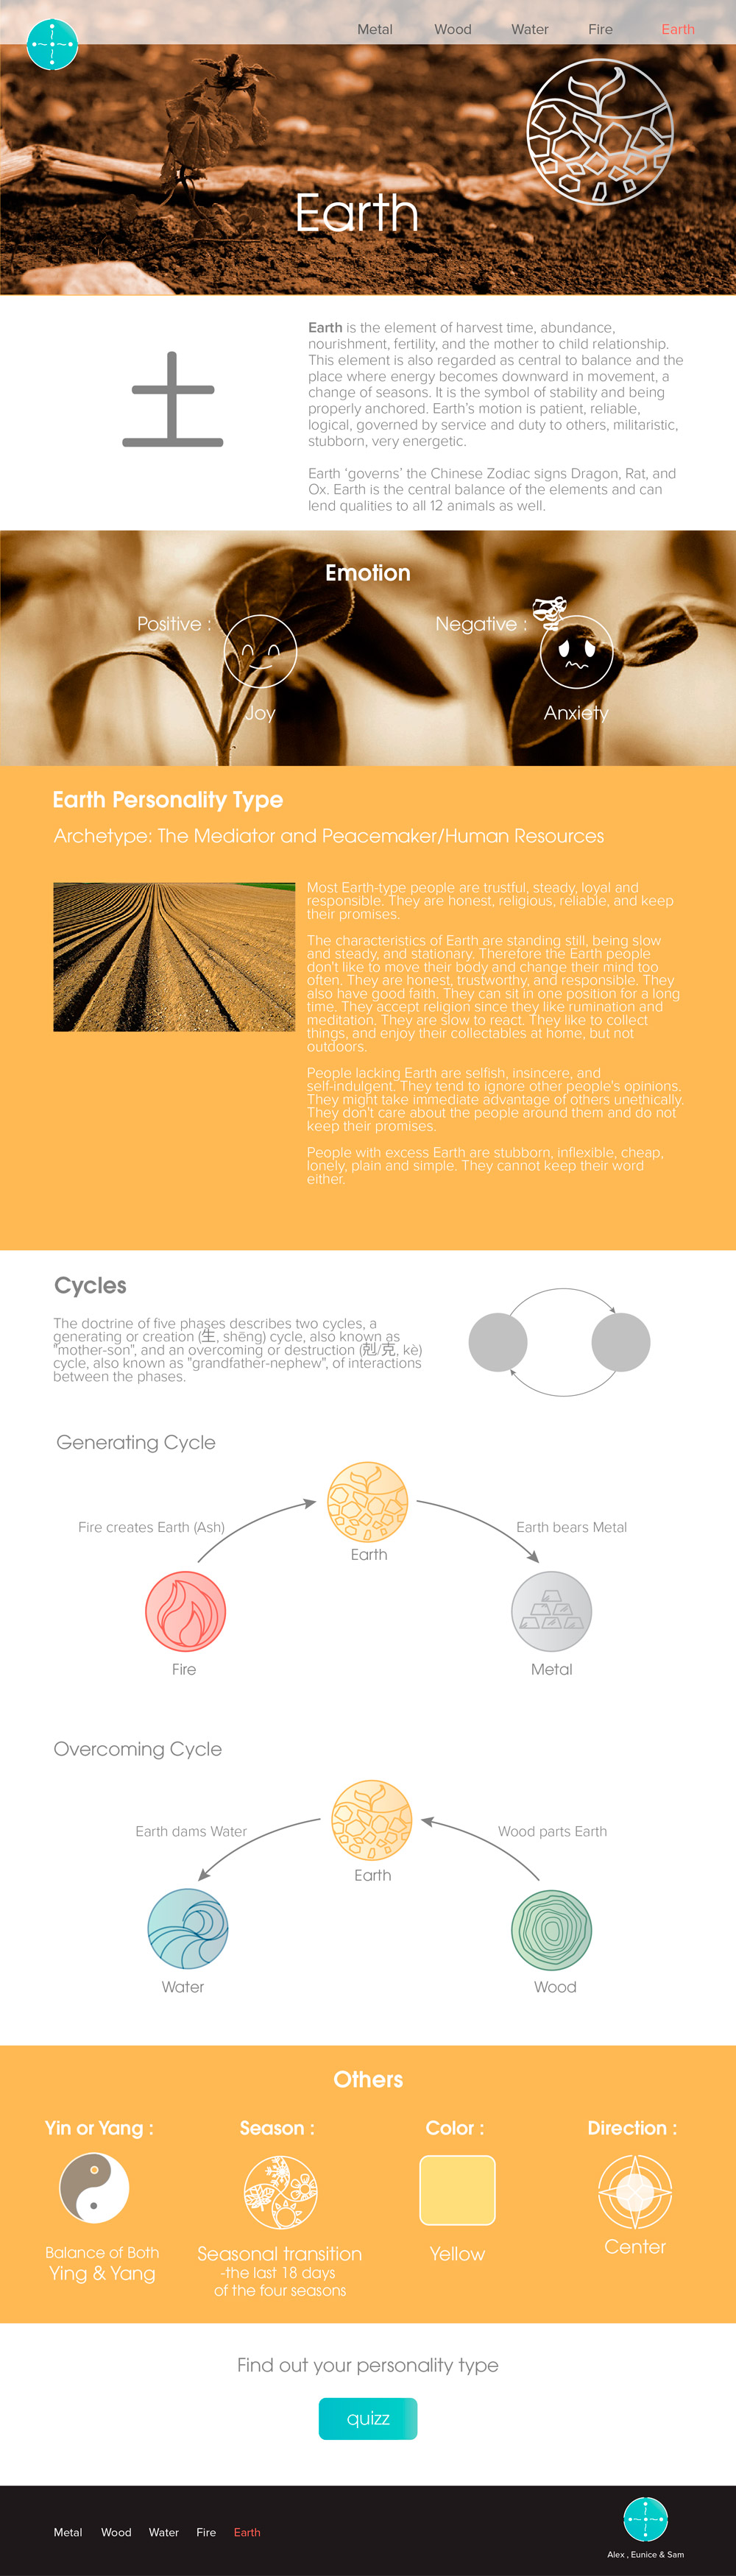 Metal Wood Water Fire Earth
Earth
土
Earth is the element of harvest time, abundance,
nourishment, fertility, and the mother to child relationship.
This element is also regarded as central to balance and the
place where energy becomes downward in movement, a
change of seasons. It is the symbol of stability and being
properly anchored. Earth's motion is patient, reliable,
logical, governed by service and duty to others, militaristic,
stubborn, very energetic.
Earth ‘governs’ the Chinese Zodiac signs Dragon, Rat, and
Ox. Earth is the central balance of the elements and can
lend qualities to all 12 animals as well.
Emotion
Positive : Negative :
Joy Anxiety
Earth Personality Type
Archetype: The Mediator and Peacemaker/Human Resources
Most Earth-type people are trustful, steady, loyal and
responsible. They are honest, religious, reliable, and keep
their promises.
The characteristics of Earth are standing still, being slow
and steady, and stationary. Therefore the Earth people
don't like to move their body and change their mind too
often. They are honest, trustworthy, and responsible. They
also have good faith. They can sit in one position for a long
time. They accept religion since they like rumination and
meditation. They are slow to react. They like to collect
things, and enjoy their collectables at home, but not
outdoors.
People lacking Earth are selfish, insincere, and
self-indulgent. They tend to ignore other people's opinions.
They might take immediate advantage of others unethically.
They don't care about the people around them and do not
keep their promises.
People with excess Earth are stubborn, inflexible, cheap,
lonely, plain and simple. They cannot keep their word
either.
Cycles
The doctrine of five phases describes two cycles, a
generating or creation (生, shēng) cycle, also known as
"mother-son", and an overcoming or destruction (剋/克, kè)
cycle, also known as "grandfather-nephew", of interactions
between the phases.
Generating Cycle
Fire creates Earth (Ash) Earth bears Metal
Earth
Fire Metal
Overcoming Cycle
Earth dams Water Wood parts Earth
Earth
Water Wood
Others
Yin or Yang : Season : Color : Direction :
Balance of Both Seasonal transition Yellow Center
Ying & Yang -the last 18 days
of the four seasons
Find out your personality type
quizz
Metal Wood Water Fire Earth
Alex , Eunice & Sam